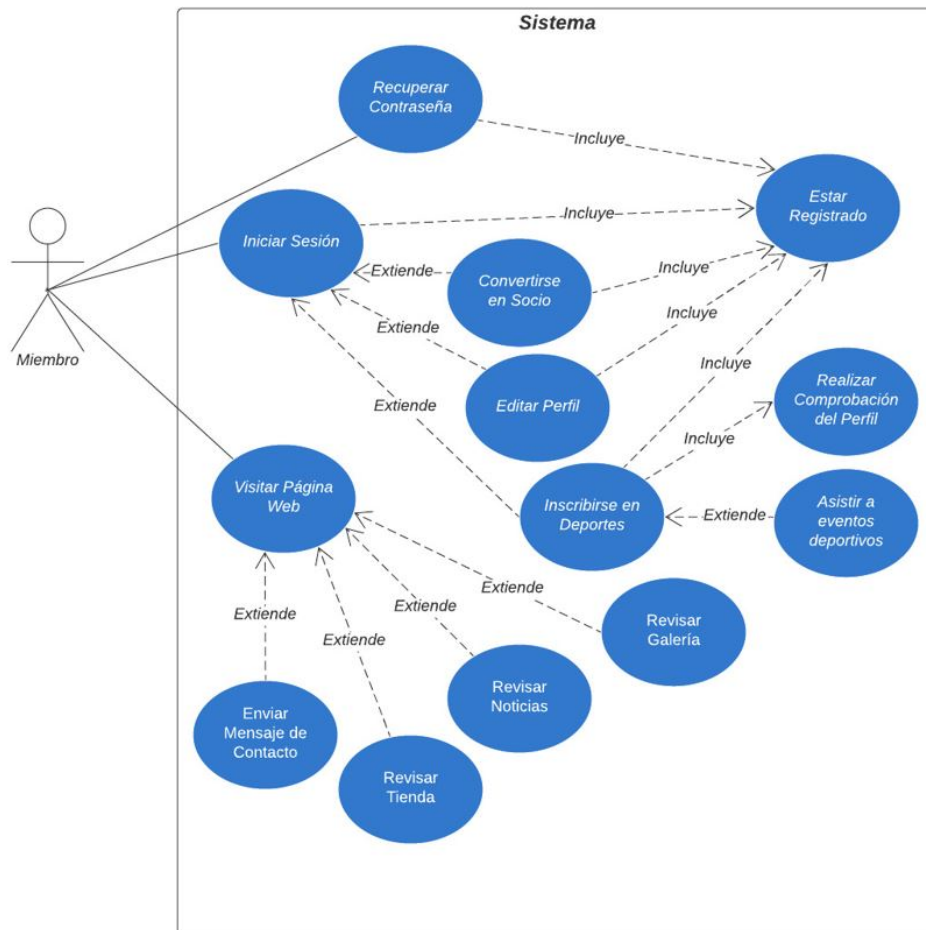 Sistema
Recuperar
Contraseña
Incluye
Estar
Registrado
Iniciar Sesión
Incluye
Extiende
Convertirse
en Socio
Incluye
Miembro
Extiende
Incluye
Editar Perfil
Extiende
Incluye
Realizar
Comprobación
del Perfil
Incluye
Visitar Página
Web
Inscribirse en
Deportes
Extiende
Asistir a
eventos
deportivos
Extiende
Extiende
Extiende
Extiende
Revisar
Galería
Enviar
Mensaje de
Contacto
Revisar
Noticias
Revisar
Tienda